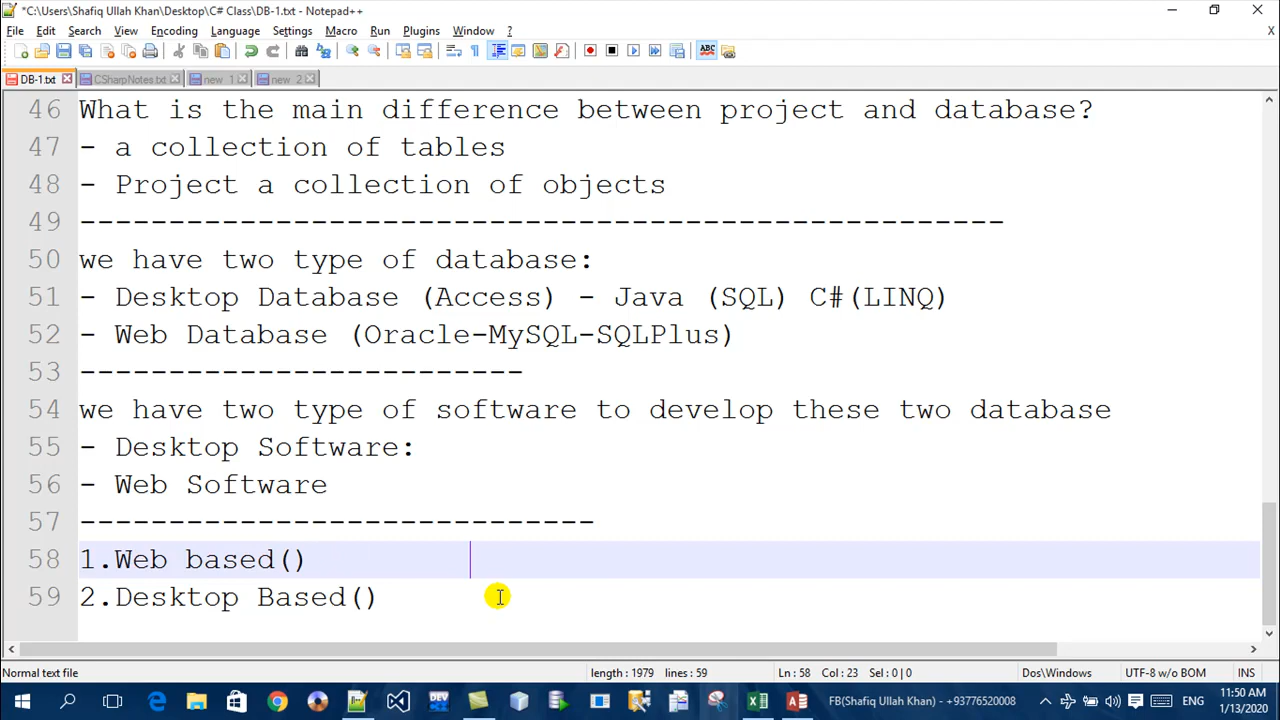 *C:\Users\Shafiq Ullah Khan\Desktop\C# Class\DB-1.txt - Notepad++
File Edit Search View Encoding Language Settings Macro Run Plugins Window ? X
DB-1.txt CSharpNotes.txt new 1 new 2
46 What is the main difference between project and database?
47 - a collection of tables
48 - Project a collection of objects
49 ----------------------------------------------------
50 we have two type of database:
51 - Desktop Database (Access) - Java (SQL) C#(LINQ)
52 - Web Database (Oracle-MySQL-SQLPlus)
53 -------------------------
54 we have two type of software to develop these two database
55 - Desktop Software:
56 - Web Software
57 -----------------------------
58 1.Web based()
59 2.Desktop Based()
Normal text file length : 1979 lines : 59 Ln : 58 Col : 23 Sel : 0 | 0 Dos\Windows UTF-8 w/o BOM INS
FB(Shafiq Ullah Khan) - +93776520008 ENG 11:50 AM
1/13/2020